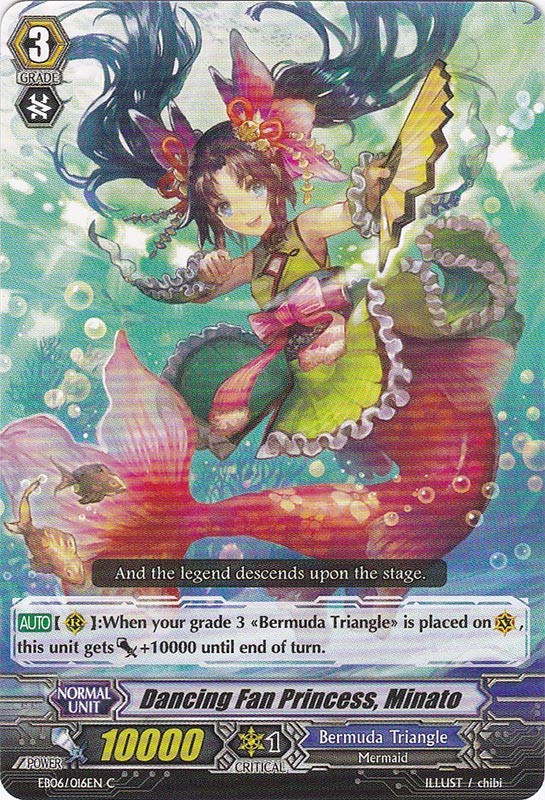 3
GRADE
And the legend descends upon the stage.
AUTO【 R 】:When your grade 3 «Bermuda Triangle» is placed on V ,
this unit gets +10000 until end of turn.
NORMAL
UNIT
Dancing Fan Princess, Minato
POWER
10000
1
CRITICAL
Bermuda Triangle
Mermaid
EB06/016EN C
ILLUST / chibi